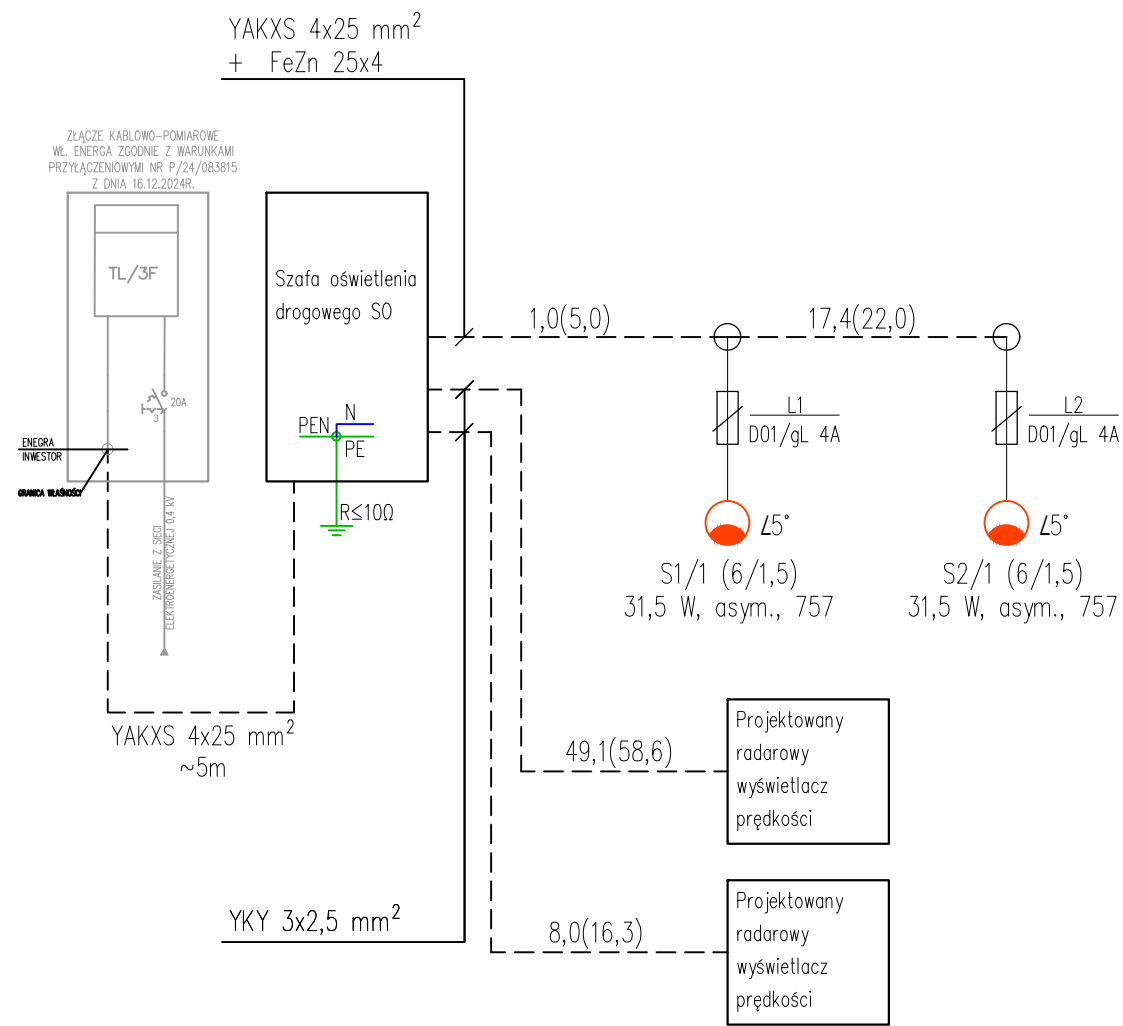 YAKXS 4x25 mm²
+ FeZn 25x4
ZŁĄCZE KABLOWO-POMIAROWE
WŁ. ENERGA ZGODNIE Z WARUNKAMI
PRZYŁĄCZENIOWYMI NR P/24/083815
Z DNIA 16.12.2024R.
TL/3F
20A
3
ENEGRA
INWESTOR
GRANICA WŁASNOŚCI
ZASILANIE Z SIECI
ELEKTROENERGETYCZNEJ 0,4 kV
Szafa oświetlenia
drogowego SO
PEN
N
PE
R≤10Ω
YAKXS 4x25 mm²
~5m
1,0(5,0)
17,4(22,0)
L1
D01/gL 4A
L2
D01/gL 4A
∠5°
∠5°
S1/1 (6/1,5)
31,5 W, asym., 757
S2/1 (6/1,5)
31,5 W, asym., 757
49,1(58,6)
Projektowany
radarowy
wyświetlacz
prędkości
YKY 3x2,5 mm²
8,0(16,3)
Projektowany
radarowy
wyświetlacz
prędkości